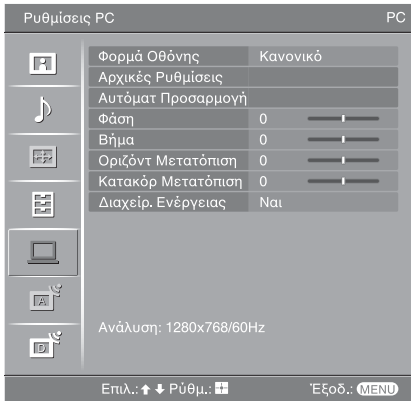 Ρυθμίσεις PC PC
Φορμά Οθόνης Κανονικό
Αρχικές Ρυθμίσεις
Αυτόματ Προσαρμογή
Φάση 0
Βήμα 0
Οριζόντ Μετατόπιση 0
Κατακόρ Μετατόπιση 0
Διαχείρ. Ενέργειας Ναι
A
D
Ανάλυση: 1280x768/60Hz
Επιλ.: Ρύθμ.: Έξοδ.: MENU